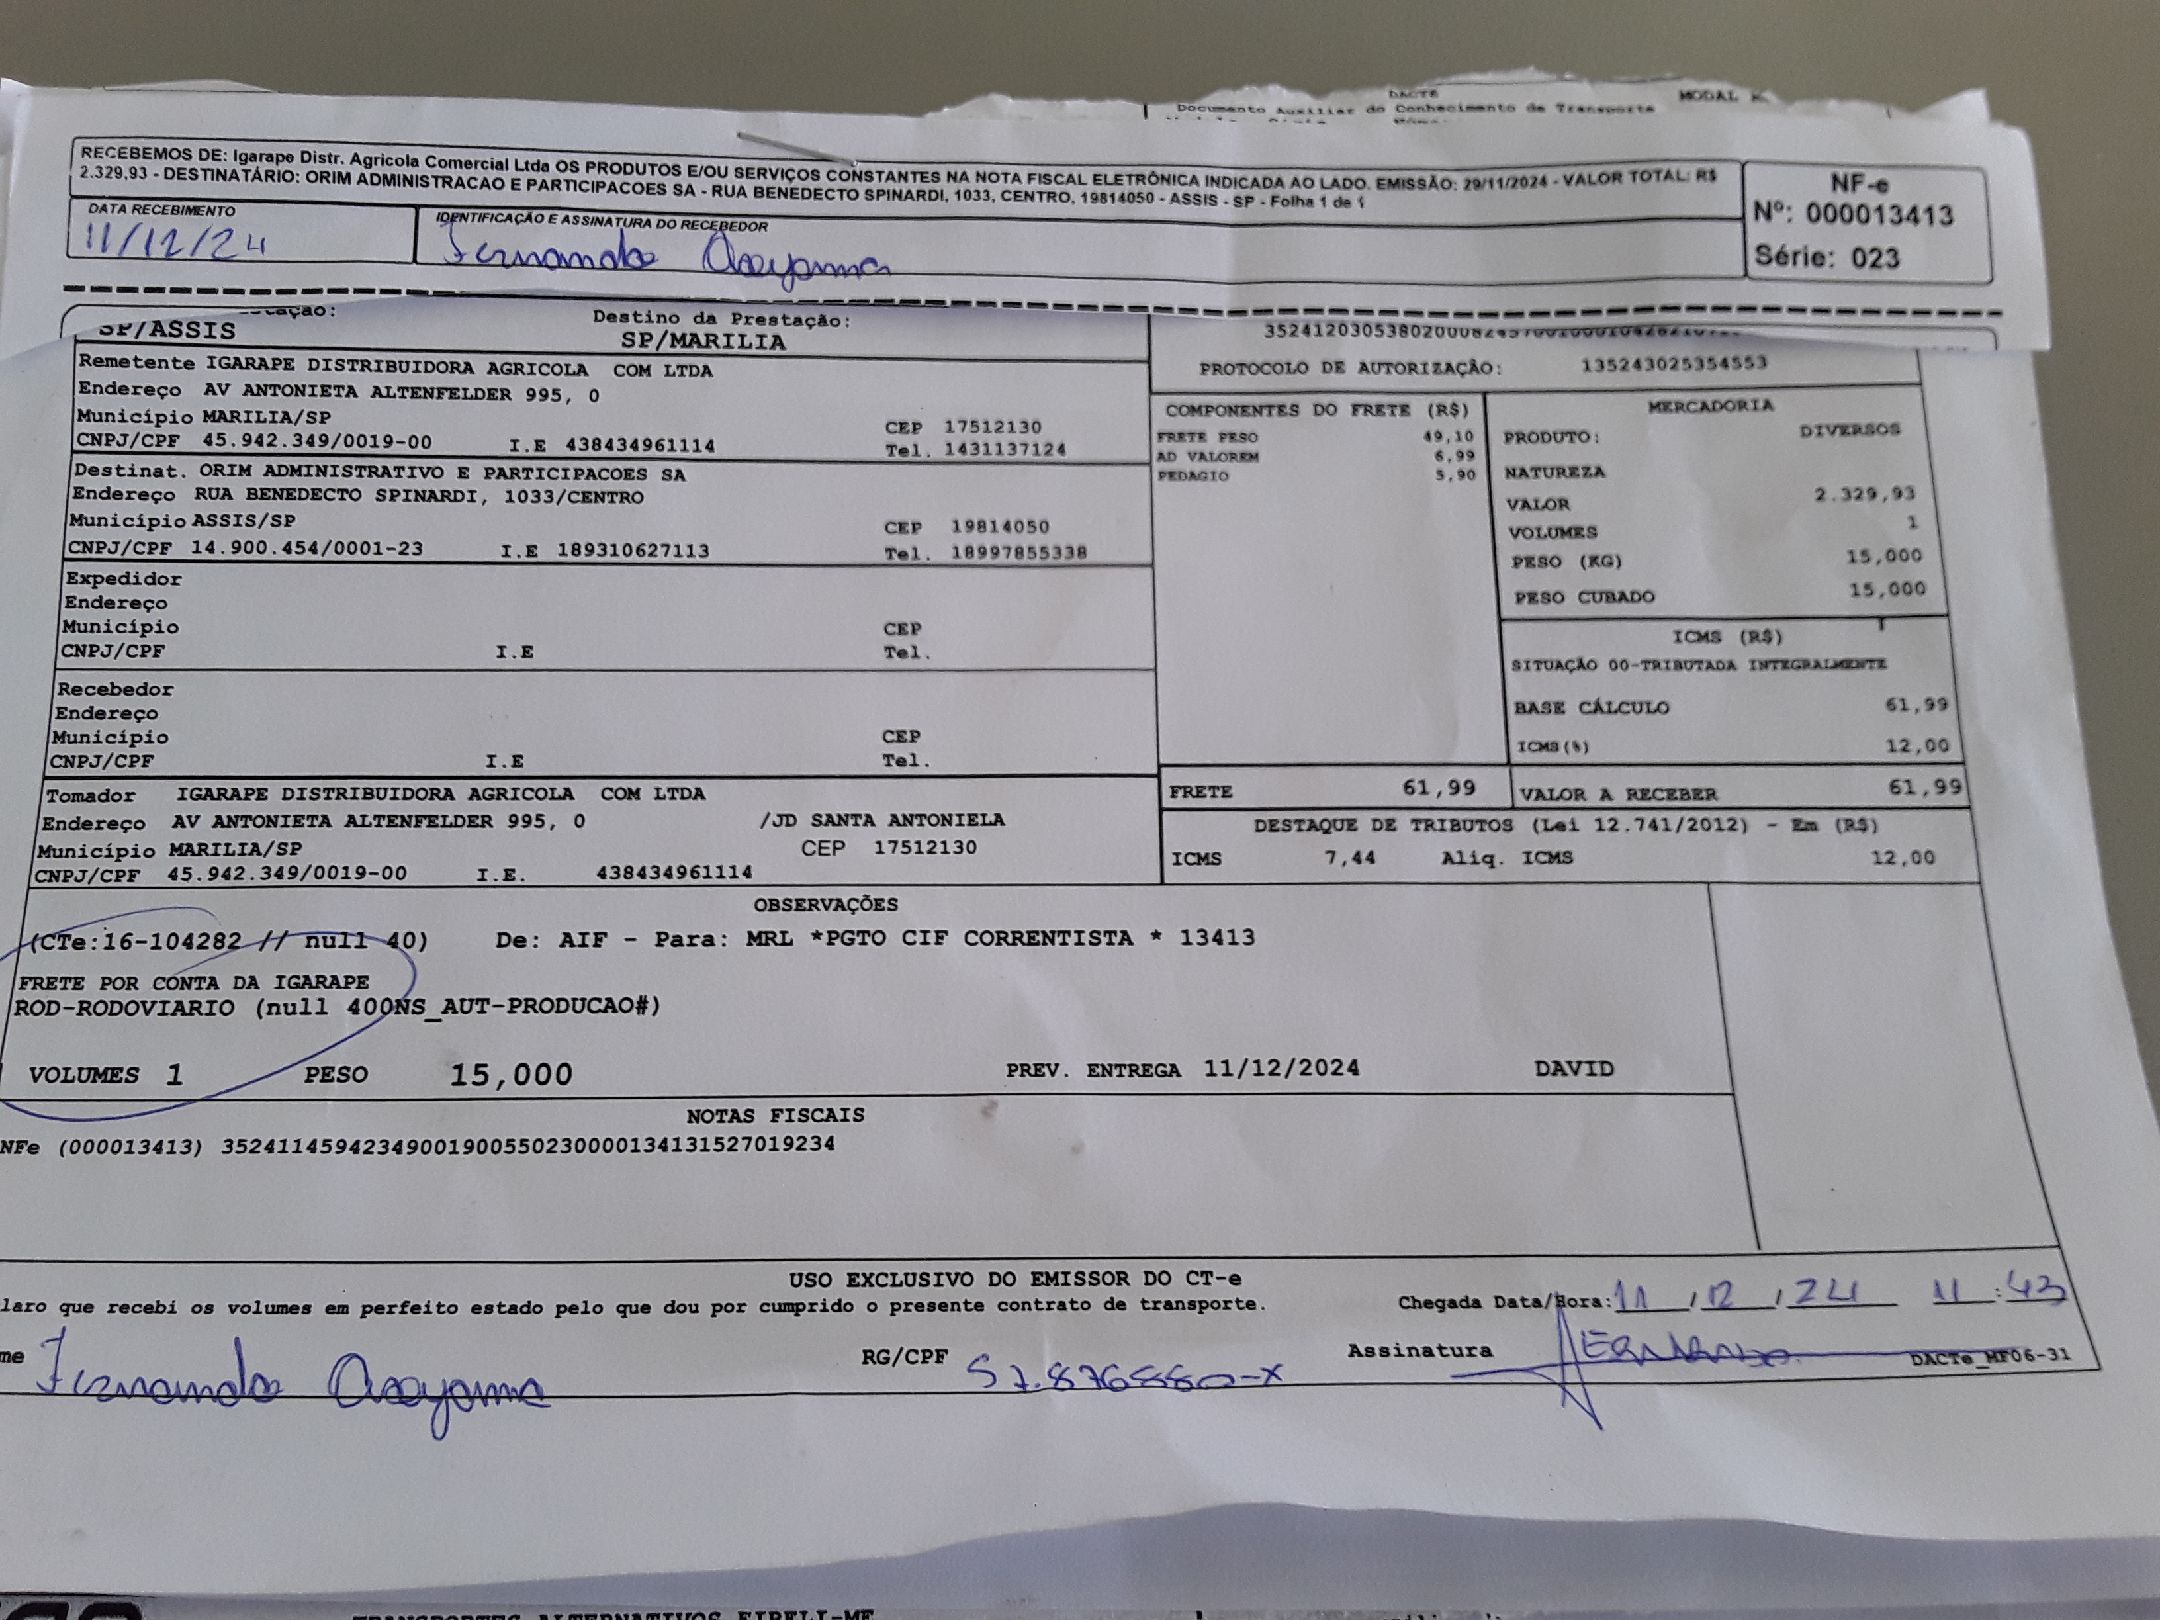 DACTE MODAL
Documento Auxiliar do Conhecimento de Transporte
RECEBEMOS DE: Igarape Distr. Agricola Comercial Ltda OS PRODUTOS E/OU SERVIÇOS CONSTANTES NA NOTA FISCAL ELETRÔNICA INDICADA AO LADO. EMISSÃO: 29/11/2024 - VALOR TOTAL: R$
2.329,93 - DESTINATÁRIO: ORIM ADMINISTRACAO E PARTICIPACOES SA - RUA BENEDECTO SPINARDI, 1033, CENTRO, 19814050 - ASSIS - SP - Folha 1 de 1
NF-e
Nº: 000013413
Série: 023
DATA RECEBIMENTO
11/12/24
IDENTIFICAÇÃO E ASSINATURA DO RECEBEDOR
Fernando
SP/ASSIS
Destino da Prestação:
SP/MARILIA
PROTOCOLO DE AUTORIZAÇÃO: 135243025354553
Remetente IGARAPE DISTRIBUIDORA AGRICOLA COM LTDA
Endereço AV ANTONIETA ALTENFELDER 995, 0
Município MARILIA/SP CEP 17512130
CNPJ/CPF 45.942.349/0019-00 I.E 438434961114 Tel. 1431137124
Destinat. ORIM ADMINISTRATIVO E PARTICIPACOES SA
Endereço RUA BENEDECTO SPINARDI, 1033/CENTRO
Município ASSIS/SP CEP 19814050
CNPJ/CPF 14.900.454/0001-23 I.E 189310627113 Tel. 18997855338
Expedidor
Endereço
Município CEP
CNPJ/CPF I.E Tel.
Recebedor
Endereço
Município CEP
CNPJ/CPF I.E Tel.
Tomador IGARAPE DISTRIBUIDORA AGRICOLA COM LTDA
Endereço AV ANTONIETA ALTENFELDER 995, 0 /JD SANTA ANTONIELA
Município MARILIA/SP CEP 17512130
CNPJ/CPF 45.942.349/0019-00 I.E. 438434961114
COMPONENTES DO FRETE (R$)
FRETE PESO 49,10
AD VALOREM 6,99
PEDAGIO 5,90
MERCADORIA
PRODUTO: DIVERSOS
NATUREZA
VALOR 2.329,93
VOLUMES 1
PESO (KG) 15,000
PESO CUBADO 15,000
ICMS (R$)
SITUAÇÃO 00-TRIBUTADA INTEGRALMENTE
BASE CÁLCULO 61,99
ICMS(%) 12,00
FRETE 61,99 VALOR A RECEBER 61,99
DESTAQUE DE TRIBUTOS (Lei 12.741/2012) - Em (R$)
ICMS 7,44 Aliq. ICMS 12,00
OBSERVAÇÕES
(CTe:16-104282 // null 40) De: AIF - Para: MRL *PGTO CIF CORRENTISTA * 13413
FRETE POR CONTA DA IGARAPE
ROD-RODOVIARIO (null 400NS_AUT-PRODUCAO#)
VOLUMES 1 PESO 15,000 PREV. ENTREGA 11/12/2024 DAVID
NOTAS FISCAIS
NFe (000013413) 35241145942349001900550230000134131527019234
USO EXCLUSIVO DO EMISSOR DO CT-e
laro que recebi os volumes em perfeito estado pelo que dou por cumprido o presente contrato de transporte.
Chegada Data/Hora: 11/12/24 11:43
me Fernando
RG/CPF 57.876880-X
Assinatura FERNANDO
DACTe_MF06-31
TRANSPORTES ALTERNATIVOS EIRELI-ME